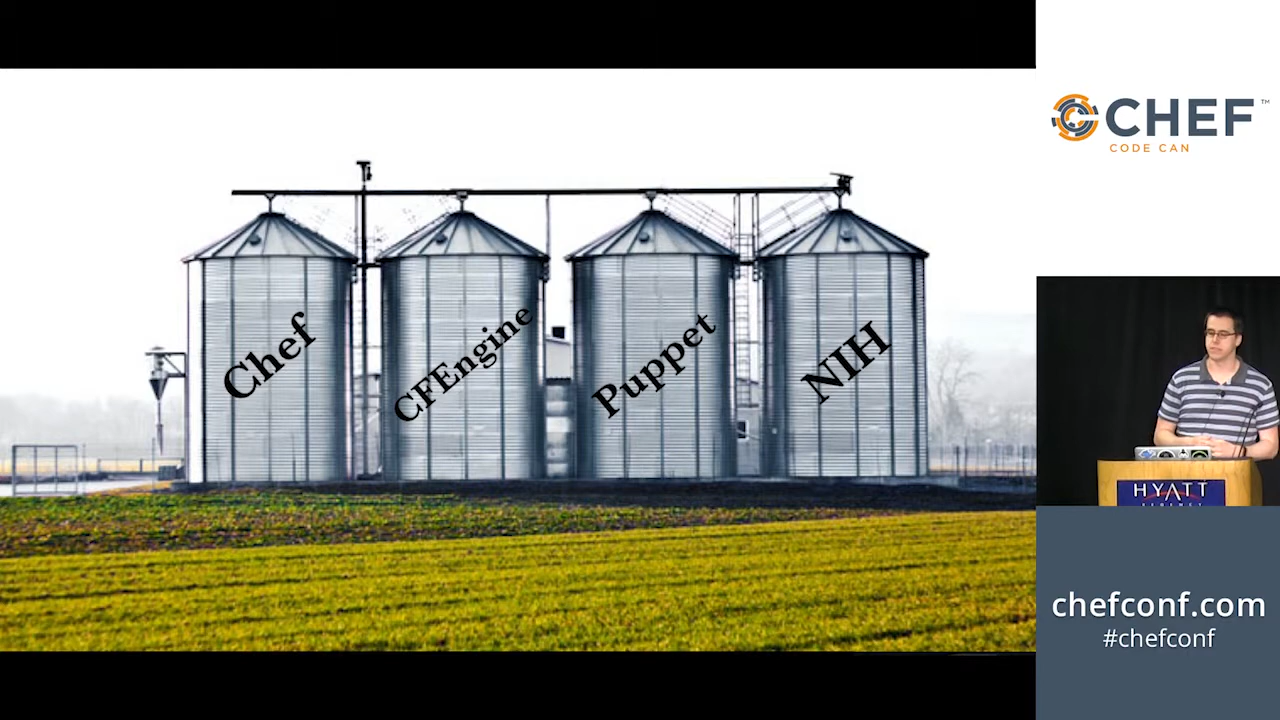 Chef
CFEngine
Puppet
NIH
CHEF™
CODE CAN
HYATT
chefconf.com
#chefconf